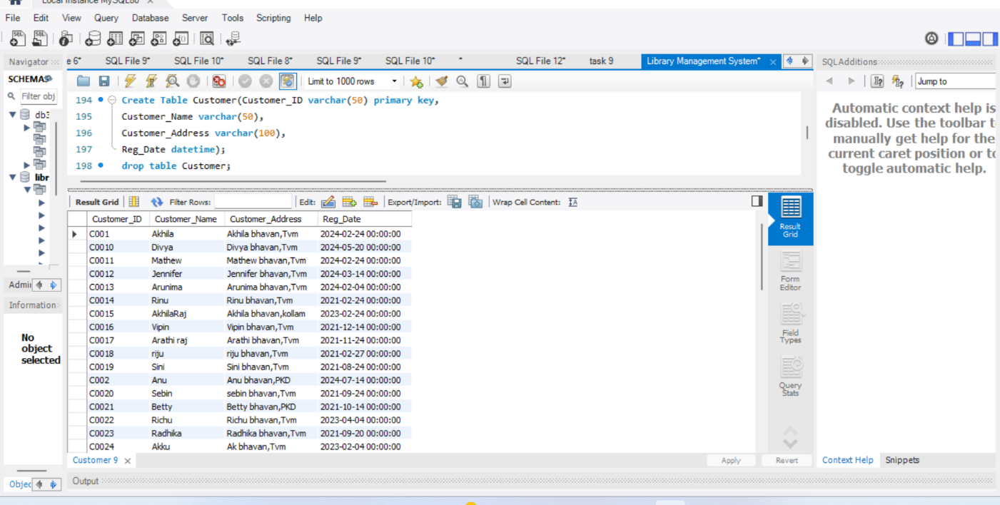 Local instance MySQL80 ×
File Edit View Query Database Server Tools Scripting Help
Navigator e 6* SQL File 9* SQL File 10* SQL File 8* SQL File 9* SQL File 10* * SQL File 12* task 9 Library Management System* × SQLAdditions
SCHEMAS Limit to 1000 rows Jump to
Filter obj
194 Create Table Customer(Customer_ID varchar(50) primary key,
195 Customer_Name varchar(50),
196 Customer_Address varchar(100),
197 Reg_Date datetime);
198 drop table Customer;
db3
libr
Automatic context help is
disabled. Use the toolbar t
manually get help for the
current caret position or to
toggle automatic help.
Result Grid Filter Rows: Edit: Export/Import: Wrap Cell Content: IA
Customer_ID Customer_Name Customer_Address Reg_Date
C001 Akhila Akhila bhavan,Tvm 2024-02-24 00:00:00
C0010 Divya Divya bhavan,Tvm 2024-05-20 00:00:00
C0011 Mathew Mathew bhavan,Tvm 2024-02-24 00:00:00
C0012 Jennifer Jennifer bhavan,Tvm 2024-03-14 00:00:00
C0013 Arunima Arunima bhavan,Tvm 2024-02-04 00:00:00
C0014 Rinu Rinu bhavan,Tvm 2021-02-24 00:00:00
C0015 AkhilaRaj Akhila bhavan,kollam 2023-02-24 00:00:00
C0016 Vipin Vipin bhavan,Tvm 2021-12-14 00:00:00
C0017 Arathi raj Arathi bhavan,Tvm 2021-11-24 00:00:00
C0018 riju riju bhavan,Tvm 2021-02-27 00:00:00
C0019 Sini Sini bhavan,Tvm 2021-08-24 00:00:00
C002 Anu Anu bhavan,PKD 2024-07-14 00:00:00
C0020 Sebin sebin bhavan,Tvm 2021-09-24 00:00:00
C0021 Betty Betty bhavan,PKD 2021-10-14 00:00:00
C0022 Richu Richu bhavan,Tvm 2023-04-04 00:00:00
C0023 Radhika Radhika bhavan,Tvm 2021-09-20 00:00:00
C0024 Akku Ak bhavan,Tvm 2023-02-04 00:00:00
Result
Grid
Form
Editor
Field
Types
Query
Stats
Admin
Information
No
object
selected
Customer 9 × Apply Revert Context Help Snippets
Objec Output